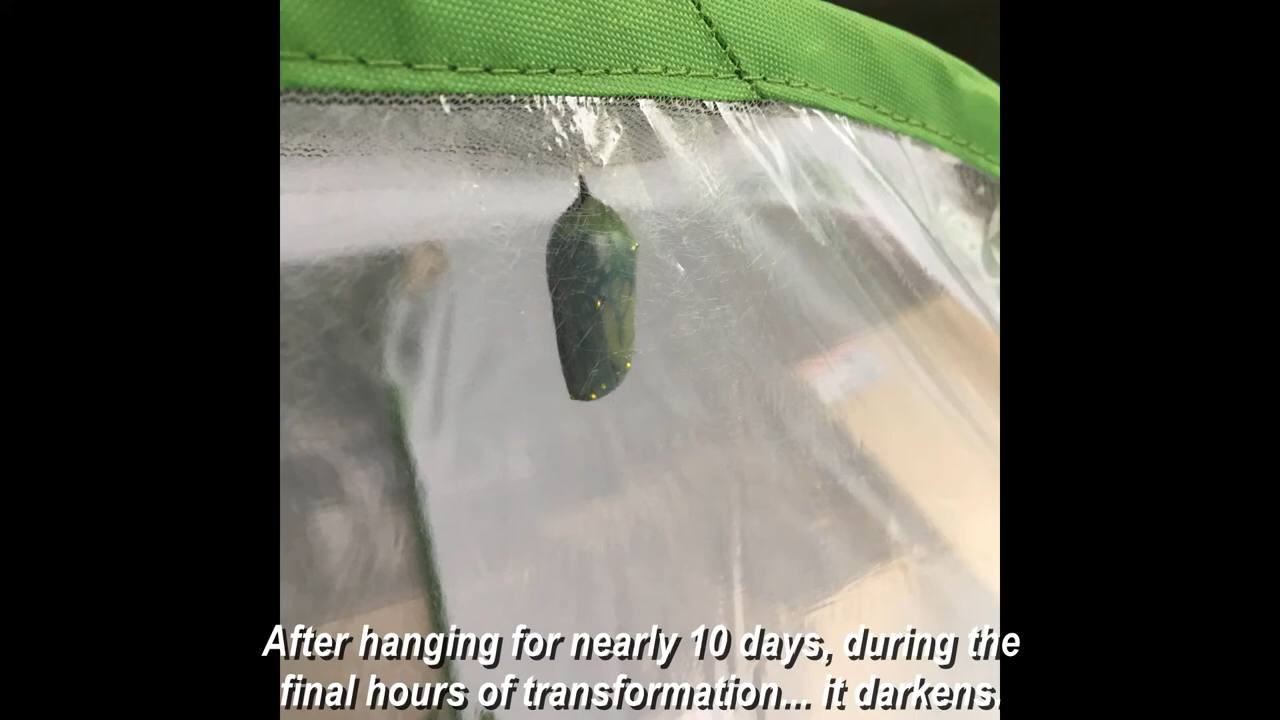 After hanging for nearly 10 days, during the
final hours of transformation... it darkens.